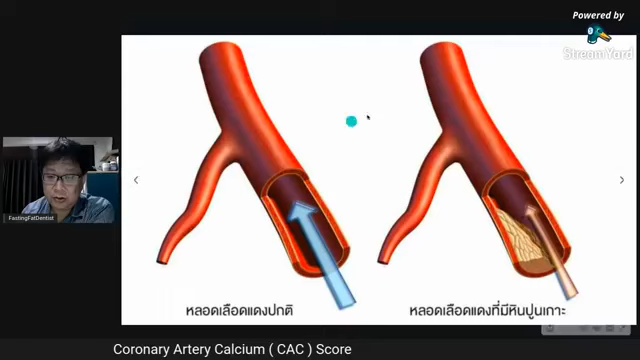 Powered by
StreamYard
FastingFatDentist
หลอดเลือดแดงปกติ
หลอดเลือดแดงที่มีหินปูนเกาะ
Coronary Artery Calcium ( CAC ) Score